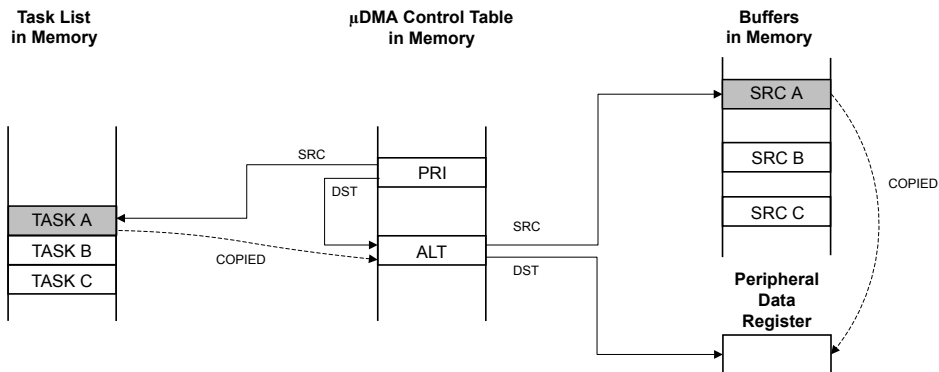 Task List
in Memory
μDMA Control Table
in Memory
Buffers
in Memory
SRC A
COPIED
SRC
SRC B
PRI
DST
SRC C
TASK A
SRC
TASK B
COPIED
ALT
DST
TASK C
Peripheral
Data
Register